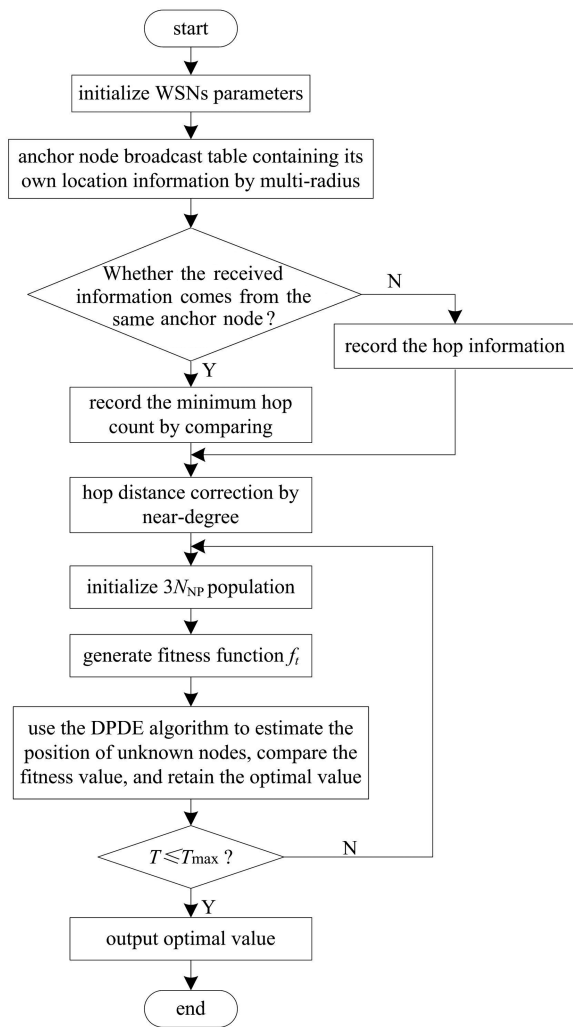 start
initialize WSNs parameters
anchor node broadcast table containing its
own location information by multi-radius
Whether the received
information comes from the
same anchor node?
N
record the hop information
Y
record the minimum hop
count by comparing
hop distance correction by
near-degree
initialize 3N_NP population
generate fitness function f_t
use the DPDE algorithm to estimate the
position of unknown nodes, compare the
fitness value, and retain the optimal value
T⩽T_max ?
N
Y
output optimal value
end